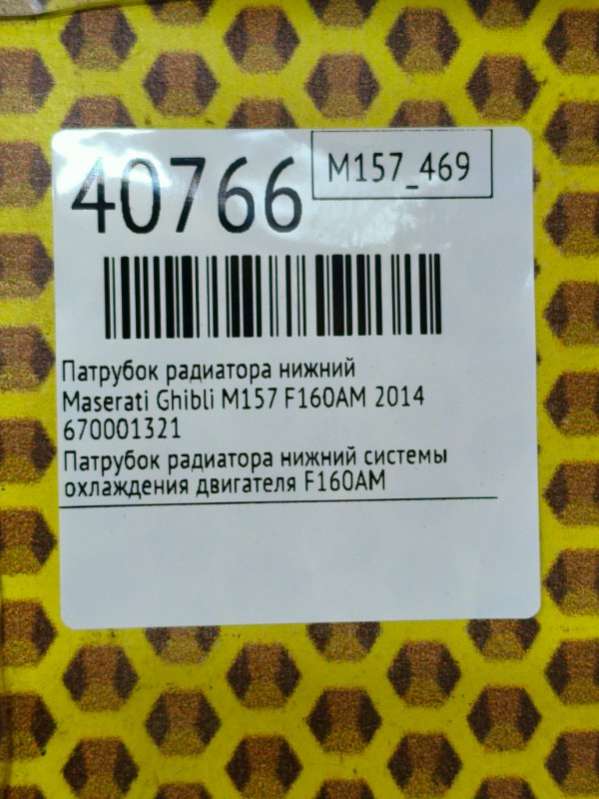 40766
M157_469
Патрубок радиатора нижний
Maserati Ghibli M157 F160AM 2014
670001321
Патрубок радиатора нижний системы
охлаждения двигателя F160AM